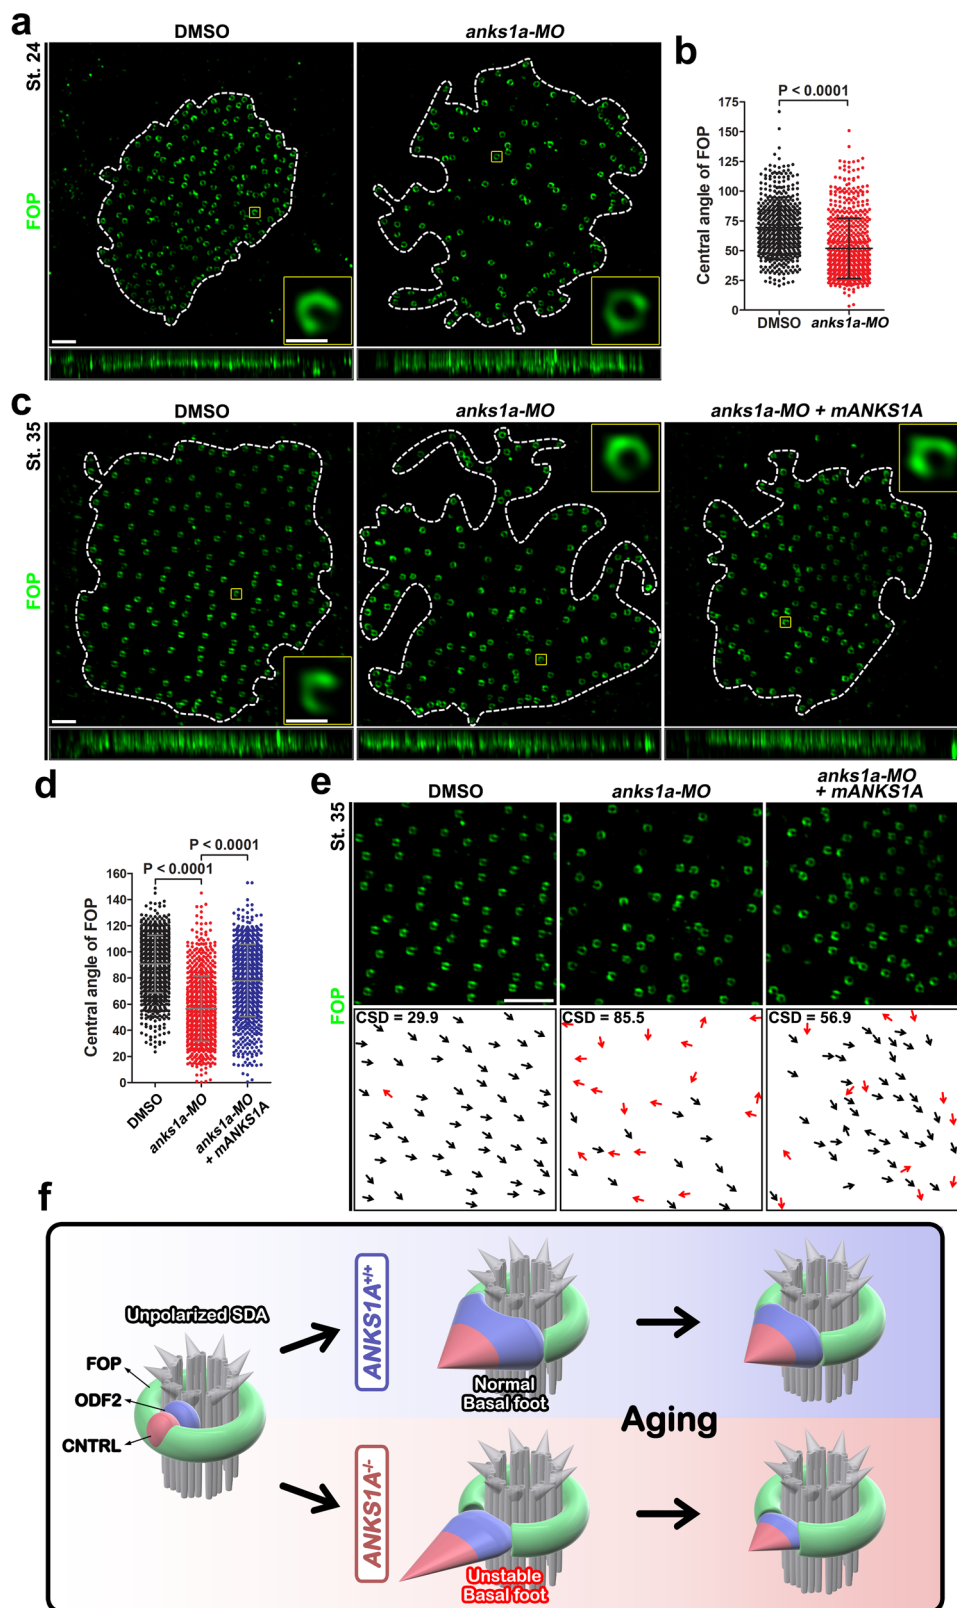 a
DMSO
anks1a-MO
St. 24
FOP
b
P < 0.0001
Central angle of FOP
175
150
125
100
75
50
25
0
DMSO
anks1a-MO
c
DMSO
anks1a-MO
anks1a-MO + mANKS1A
St. 35
FOP
d
P < 0.0001
P < 0.0001
Central angle of FOP
160
140
120
100
80
60
40
20
0
DMSO
anks1a-MO
anks1a-MO
+ mANKS1A
e
DMSO
anks1a-MO
anks1a-MO
+ mANKS1A
St. 35
FOP
CSD = 29.9
CSD = 85.5
CSD = 56.9
f
Unpolarized SDA
FOP
ODF2
CNTRL
ANKS1A+/+
Normal
Basal foot
Aging
ANKS1A-/-
Unstable
Basal foot